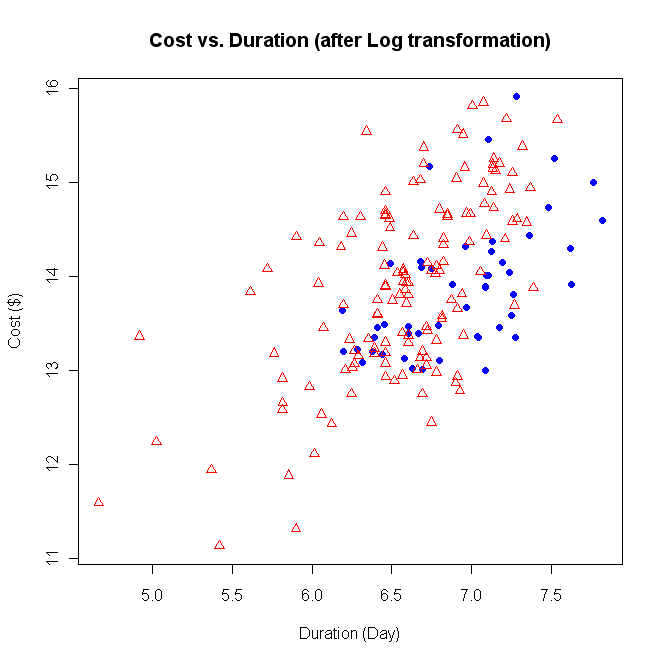 Cost vs. Duration (after Log transformation)
Cost ($)
16
15
14
13
12
11
5.0 5.5 6.0 6.5 7.0 7.5
Duration (Day)